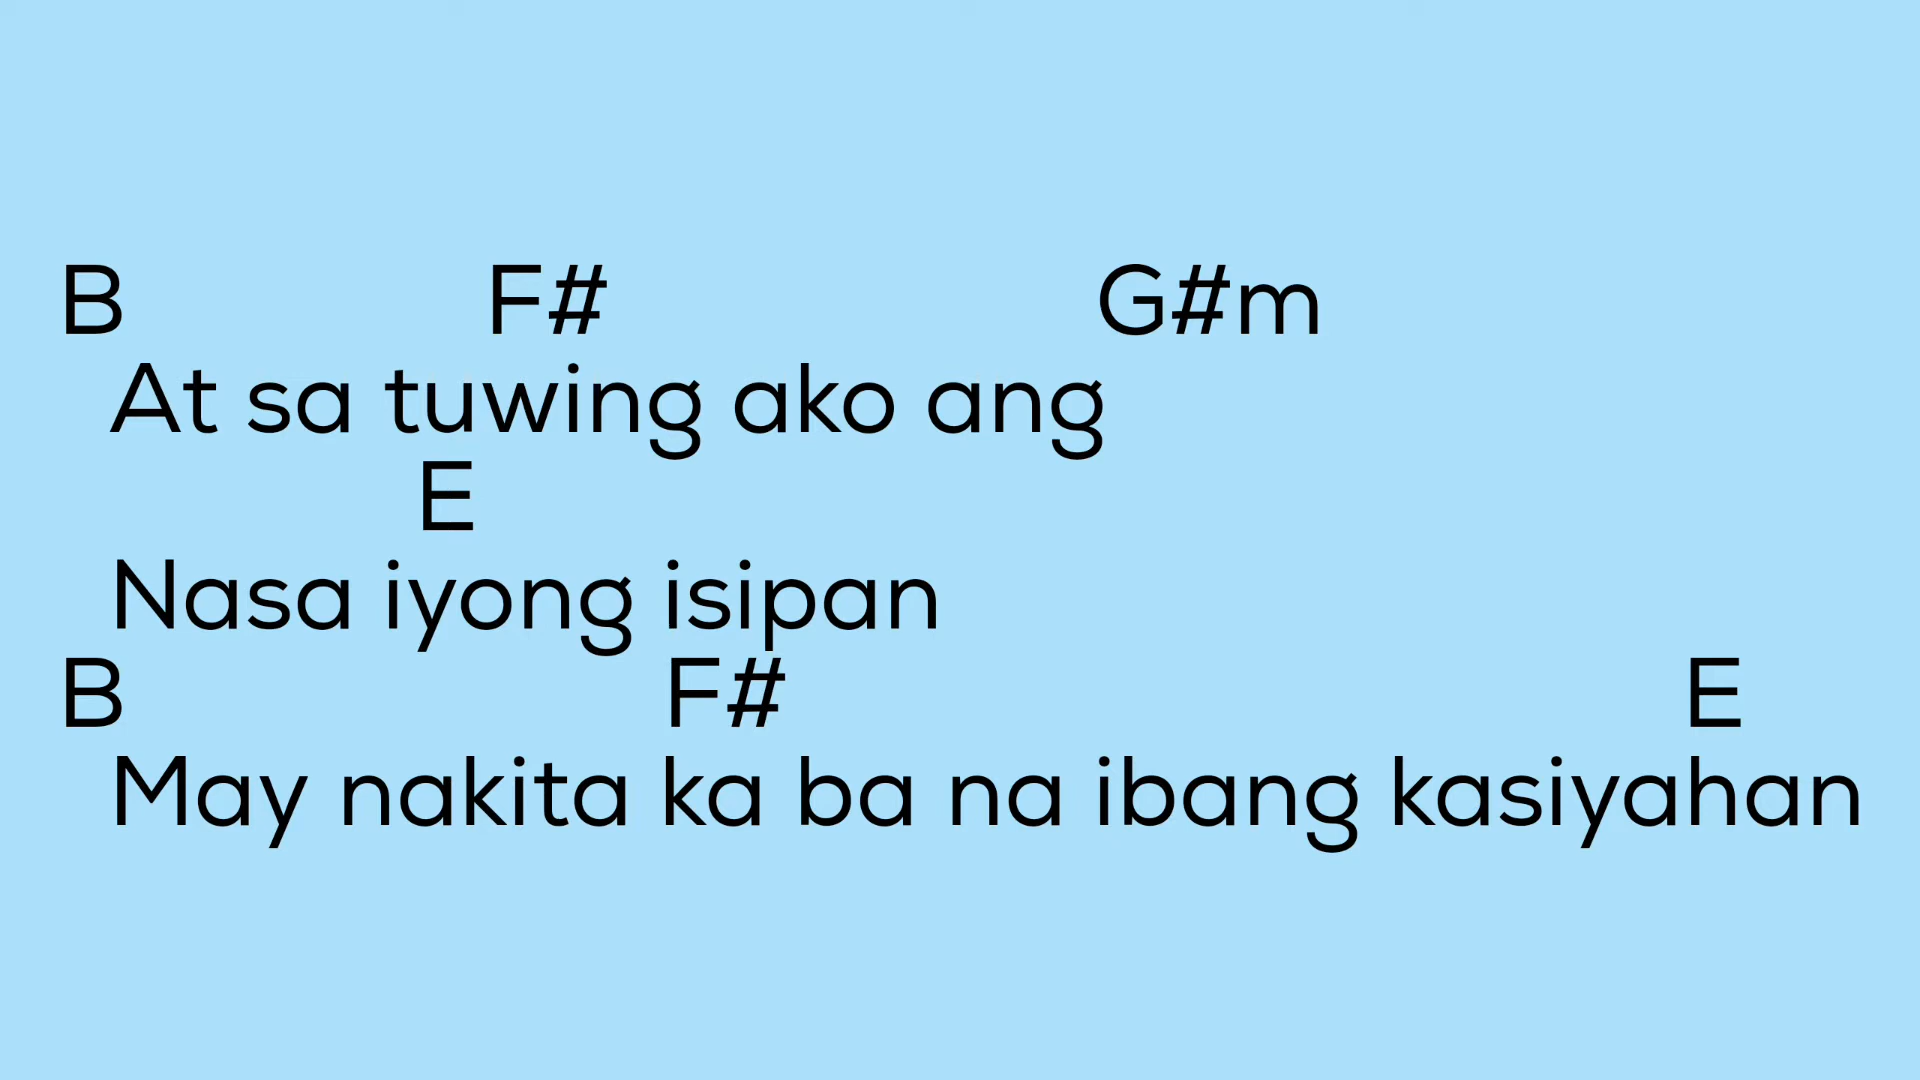 B F# G#m
At sa tuwing ako ang
E
Nasa iyong isipan
B F# E
May nakita ka ba na ibang kasiyahan